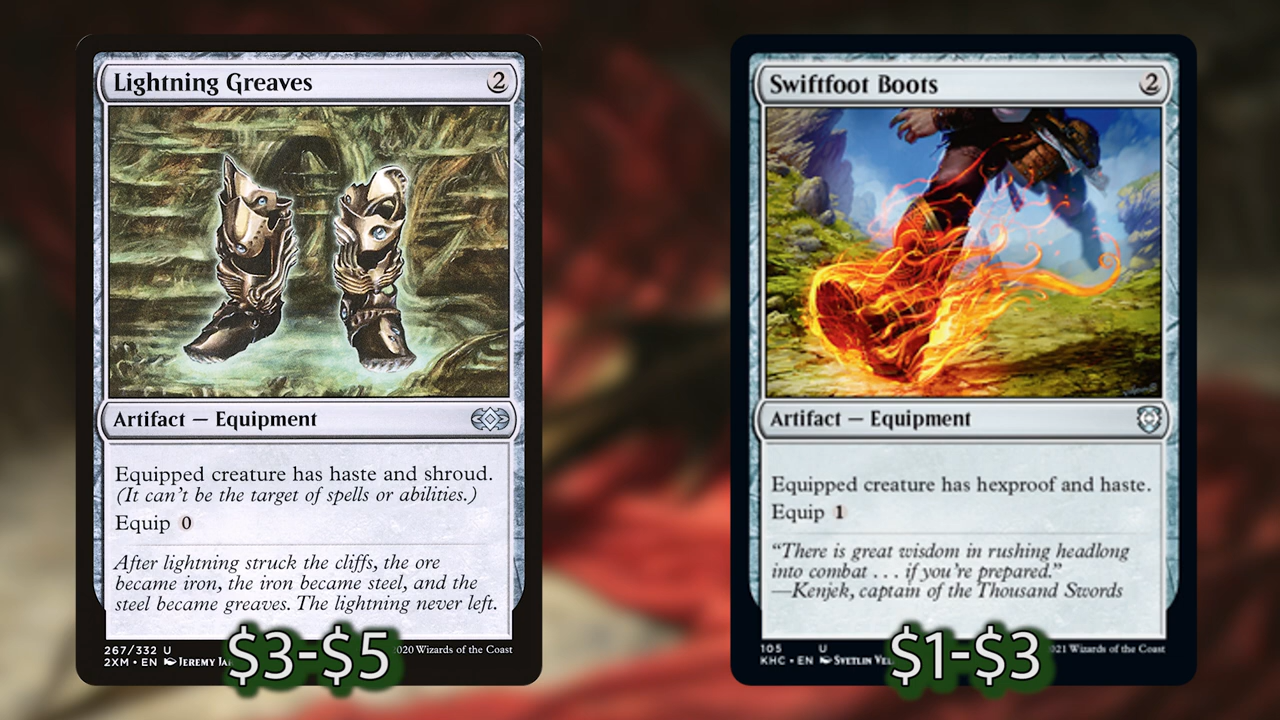 Lightning Greaves 2
Artifact — Equipment
Equipped creature has haste and shroud.
(It can't be the target of spells or abilities.)
Equip 0
After lightning struck the cliffs, the ore
became iron, the iron became steel, and the
steel became greaves. The lightning never left.
267/332 U
2XM • EN JEREMY 2020 Wizards of the Coast
$3-$5
Swiftfoot Boots 2
Artifact — Equipment
Equipped creature has hexproof and haste.
Equip 1
“There is great wisdom in rushing headlong
into combat . . . if you're prepared.”
—Kenjek, captain of the Thousand Swords
105 U
KHC • EN SVETLIN Wizards of the Coast
$1-$3